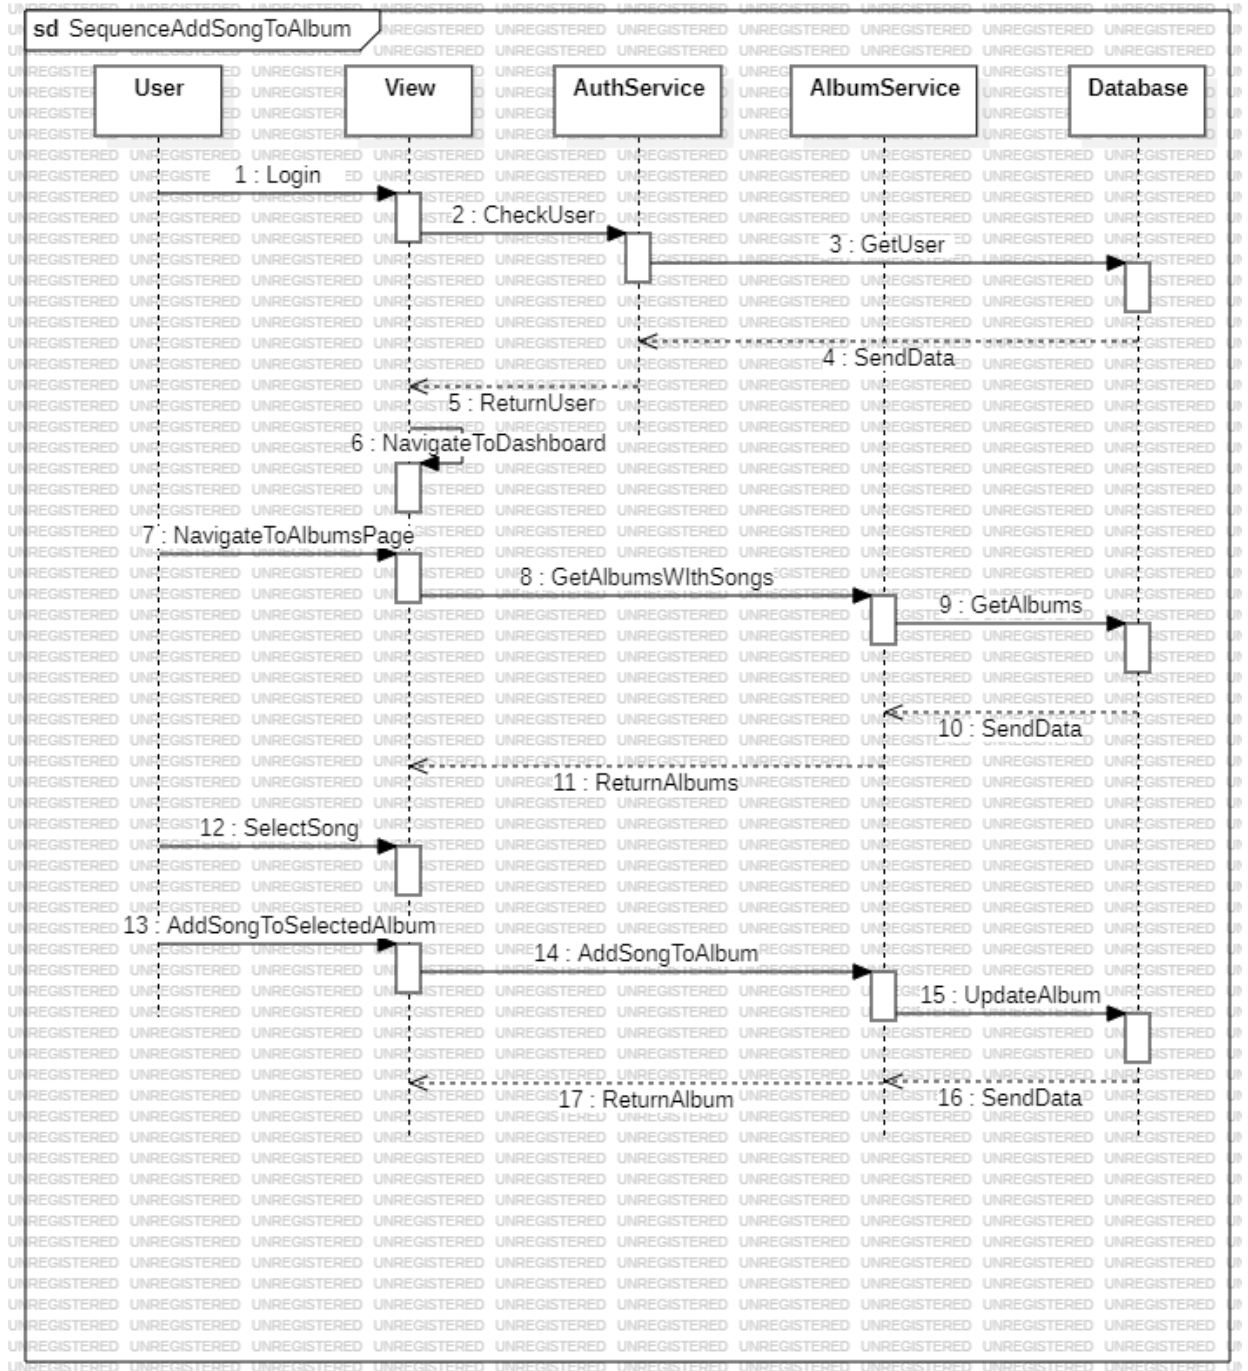 sd SequenceAddSongToAlbum
User
View
AuthService
AlbumService
Database
1 : Login
2 : CheckUser
3 : GetUser
4 : SendData
5 : ReturnUser
6 : NavigateToDashboard
7 : NavigateToAlbumsPage
8 : GetAlbumsWIthSongs
9 : GetAlbums
10 : SendData
11 : ReturnAlbums
12 : SelectSong
13 : AddSongToSelectedAlbum
14 : AddSongToAlbum
15 : UpdateAlbum
16 : SendData
17 : ReturnAlbum
UNREGISTERED